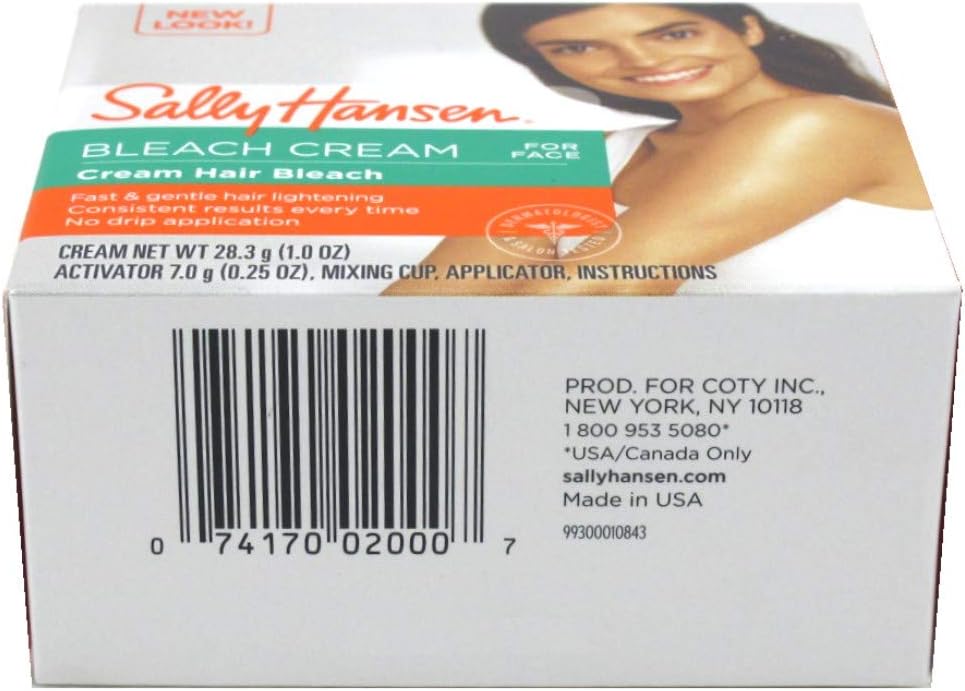 NEW
LOOK!
Sally Hansen
BLEACH CREAM
FOR
FACE
Cream Hair Bleach
Fast & gentle hair lightening
Consistent results every time
No drip application
DERMATOLOGIST
TESTED
CREAM NET WT 28.3 g (1.0 OZ)
ACTIVATOR 7.0 g (0.25 OZ), MIXING CUP, APPLICATOR, INSTRUCTIONS
0 74170 02000 7
PROD. FOR COTY INC.,
NEW YORK, NY 10118
1 800 953 5080*
*USA/Canada Only
sallyhansen.com
Made in USA
99300010843